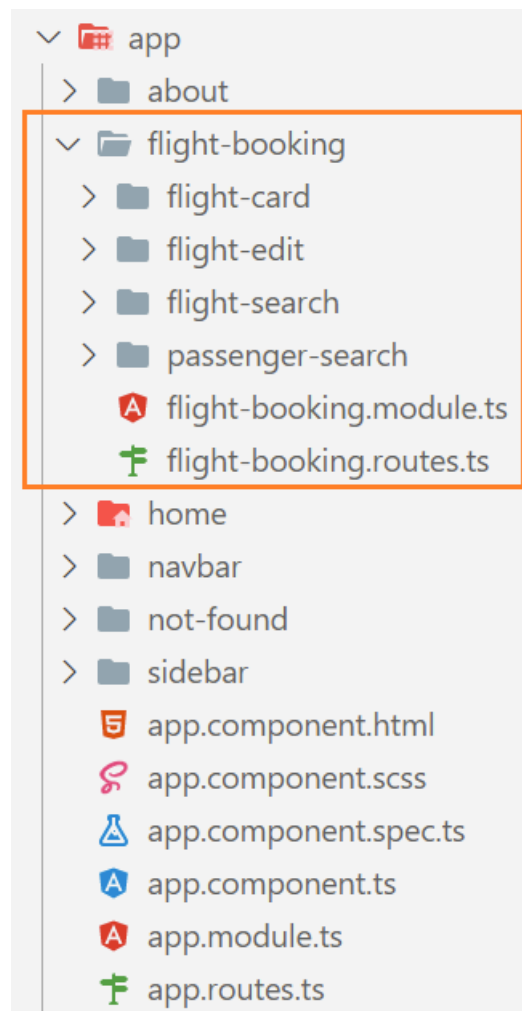 app
about
flight-booking
flight-card
flight-edit
flight-search
passenger-search
flight-booking.module.ts
flight-booking.routes.ts
home
navbar
not-found
sidebar
app.component.html
app.component.scss
app.component.spec.ts
app.component.ts
app.module.ts
app.routes.ts